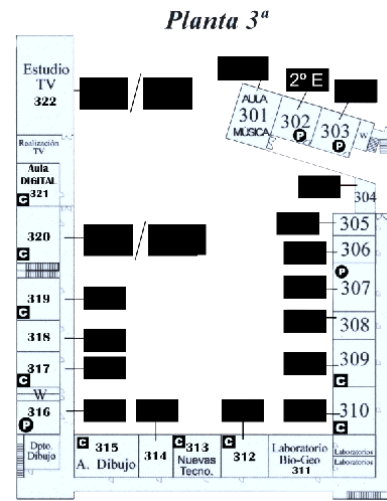 Planta 3ª
Estudio
TV
322
2º E
AULA
301
MÚSICA
302
P
303
P
W
Realización
TV
Aula
DIGITAL
321
C
304
320
C
305
306
P
307
319
C
308
318
317
C
309
C
W
316
P
310
C
Dpto.
Dibujo
C 315
A. Dibujo
314
C 313
Nuevas
Tecno.
C
312
Laboratorio
Bio-Geo
311
Laboratorios
Laboratorios